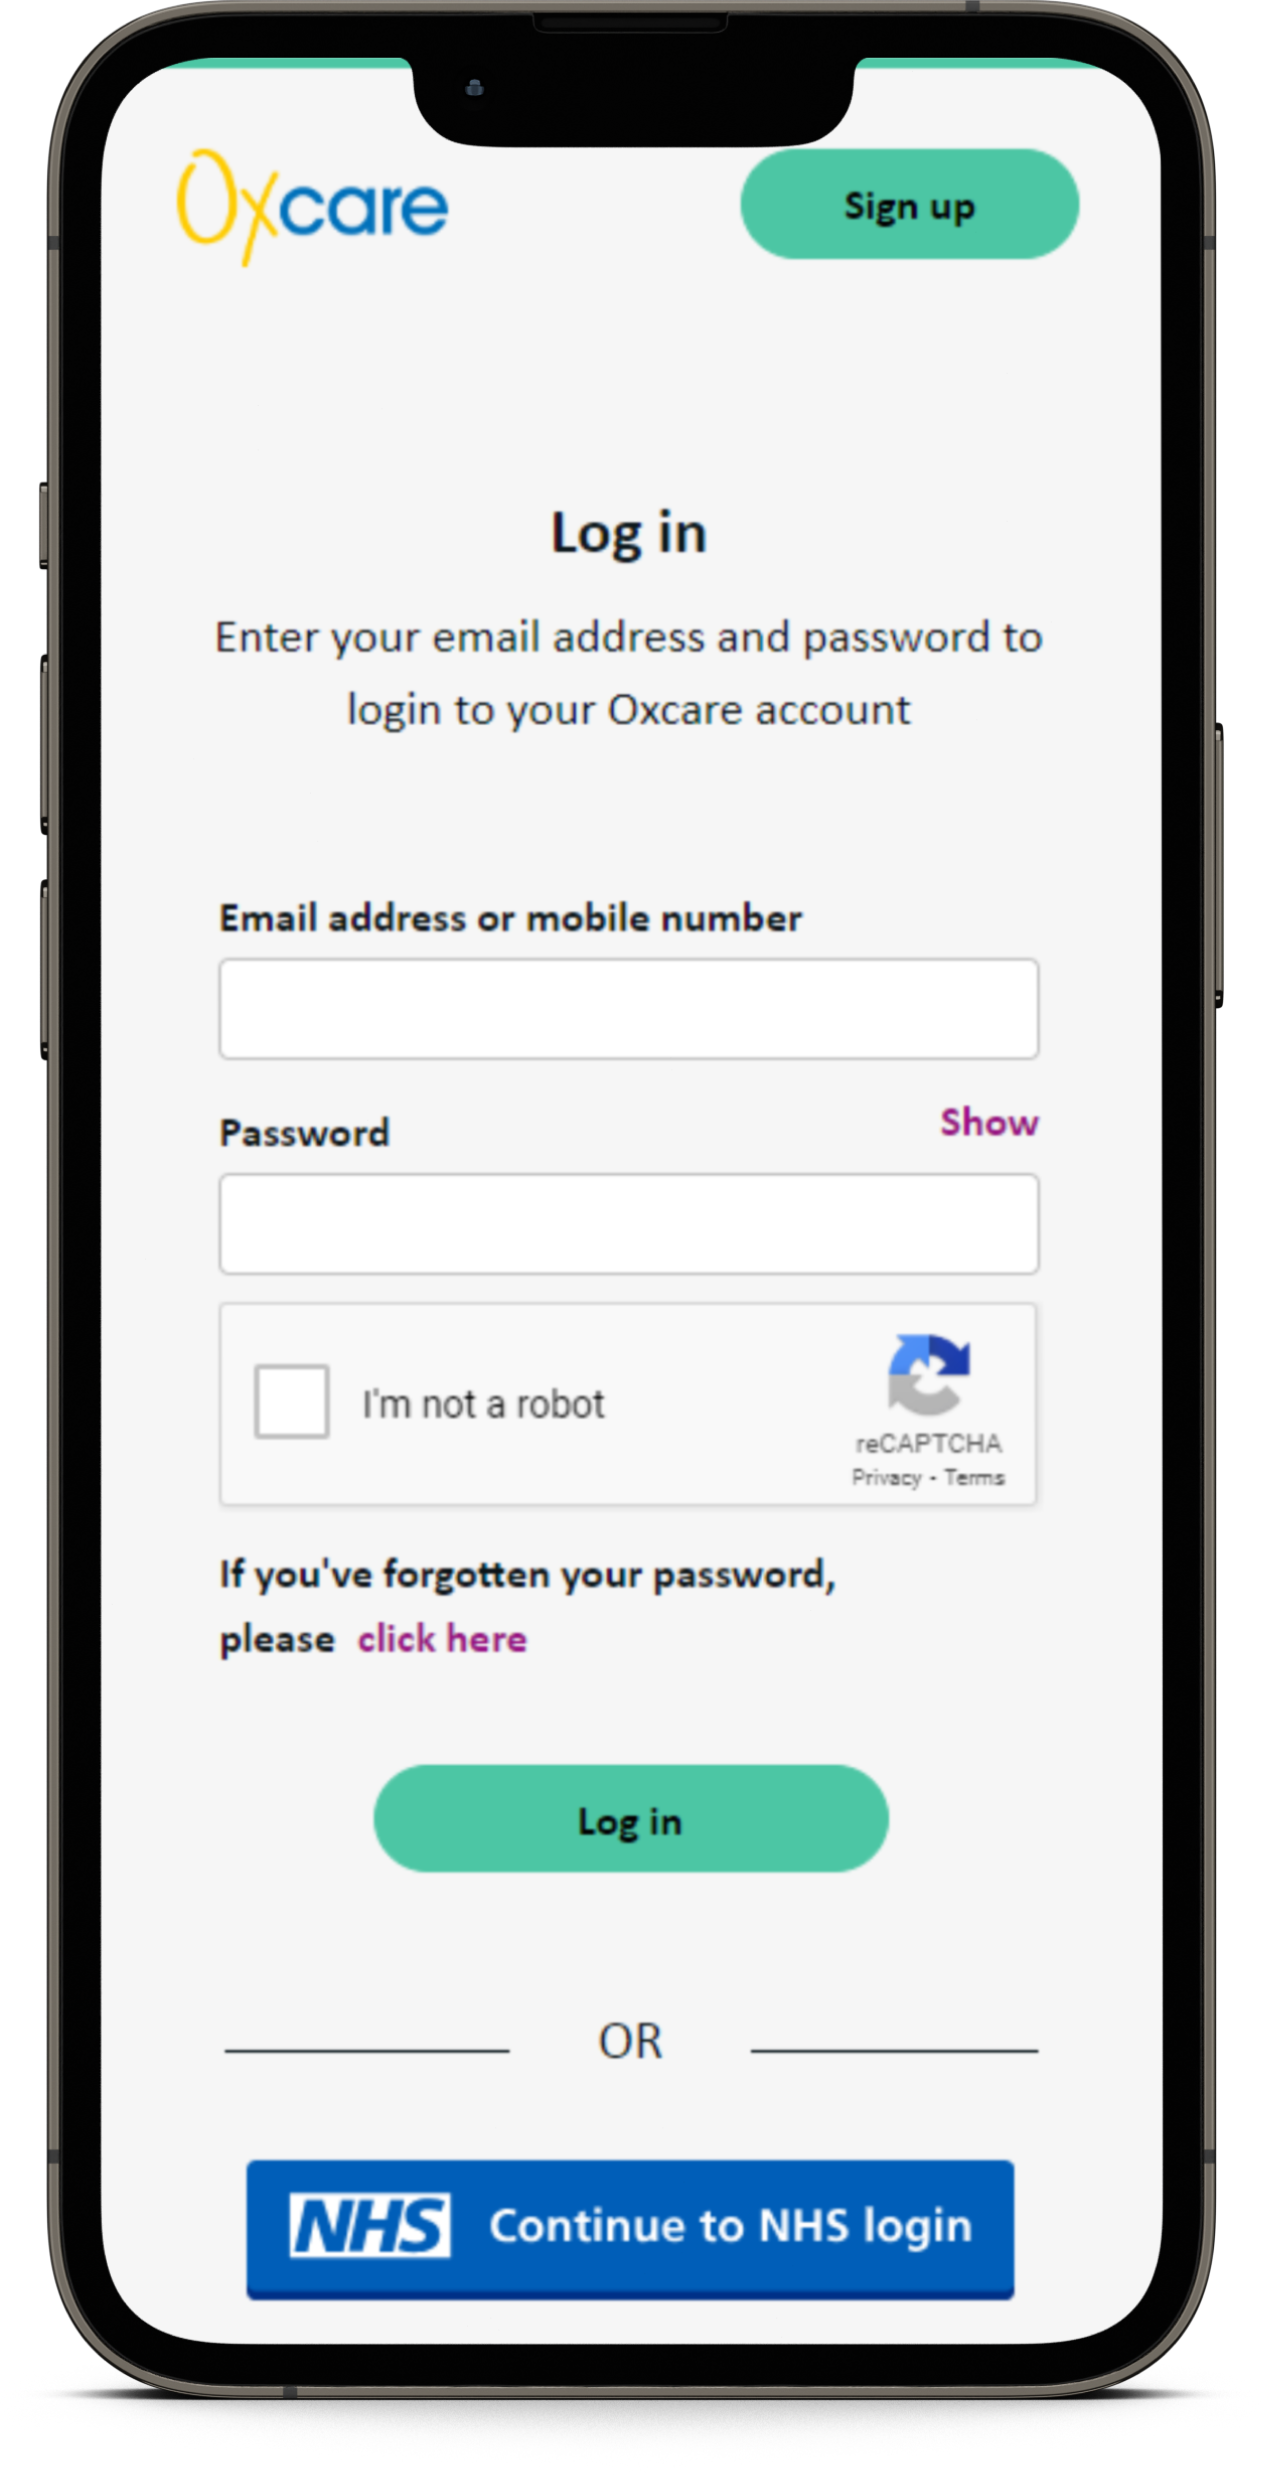 Oxcare
Sign up
Log in
Enter your email address and password to
login to your Oxcare account
Email address or mobile number
Password
Show
I'm not a robot
reCAPTCHA
Privacy - Terms
If you've forgotten your password,
please click here
Log in
OR
NHS Continue to NHS login